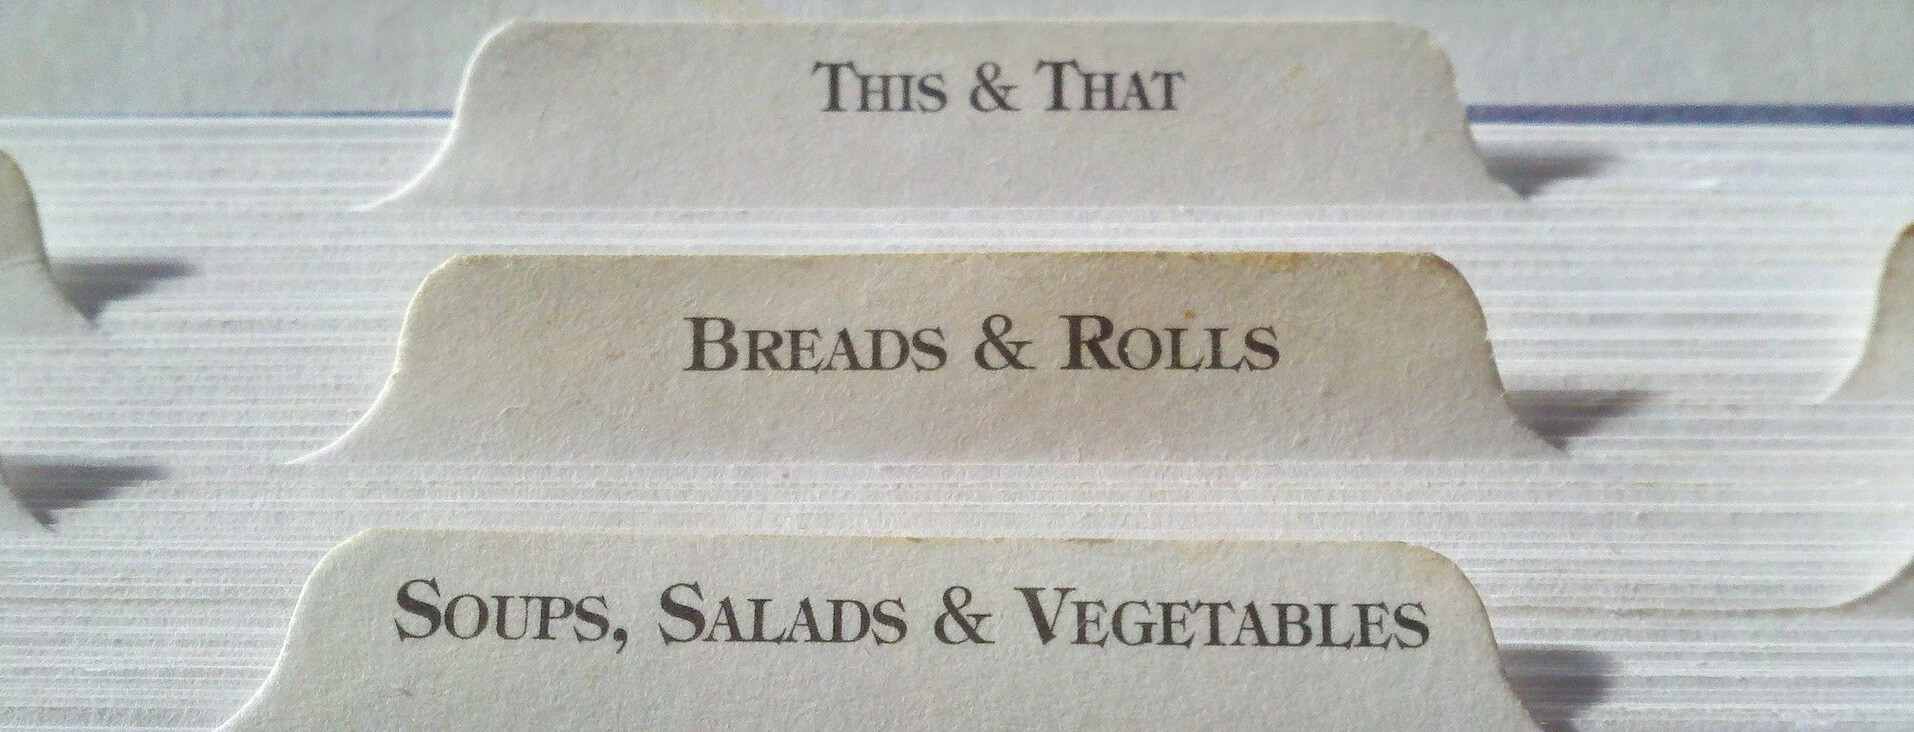 THIS & THAT
BREADS & ROLLS
SOUPS, SALADS & VEGETABLES